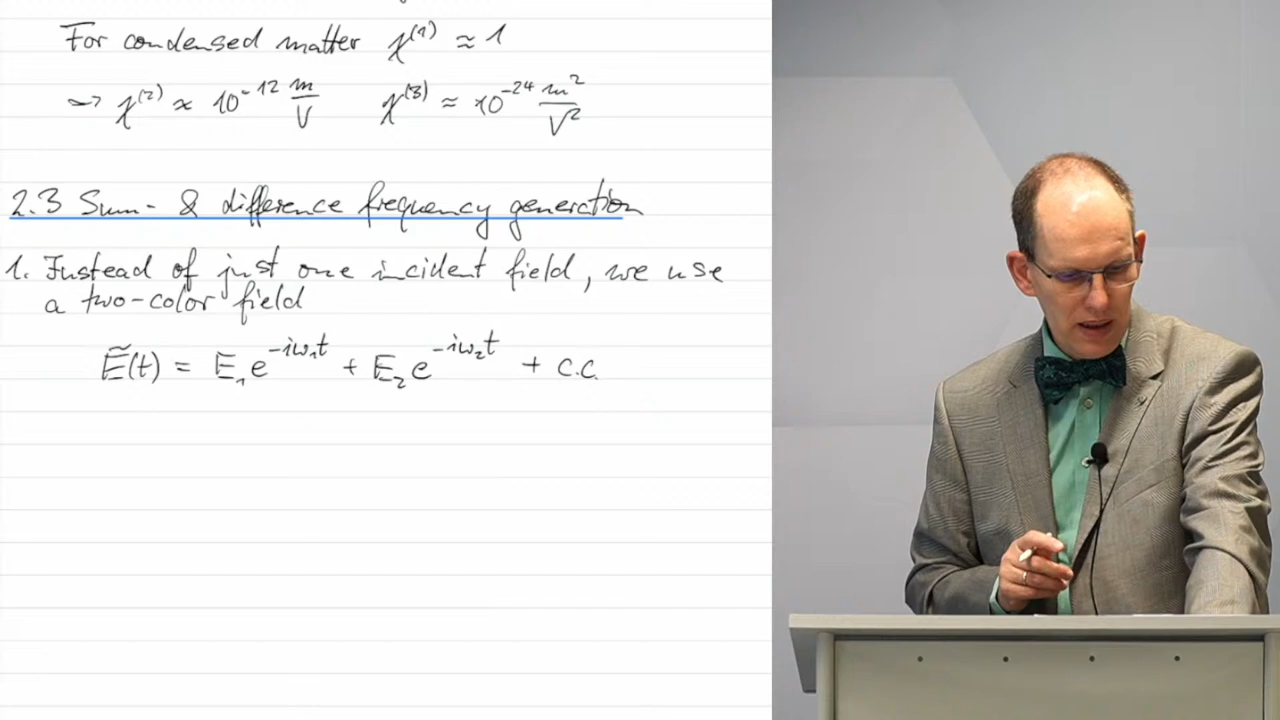 For condensed matter χ⁽¹⁾ ≈ 1
⇝ χ⁽²⁾ ≈ 10⁻¹² m/V χ⁽³⁾ ≈ 10⁻²⁴ m²/V²
2.3 Sum- & difference frequency generation
1. Instead of just one incident field, we use
a two-color field
Ẽ(t) = E₁e^{-iω₁t} + E₂e^{-iω₂t} + c.c.